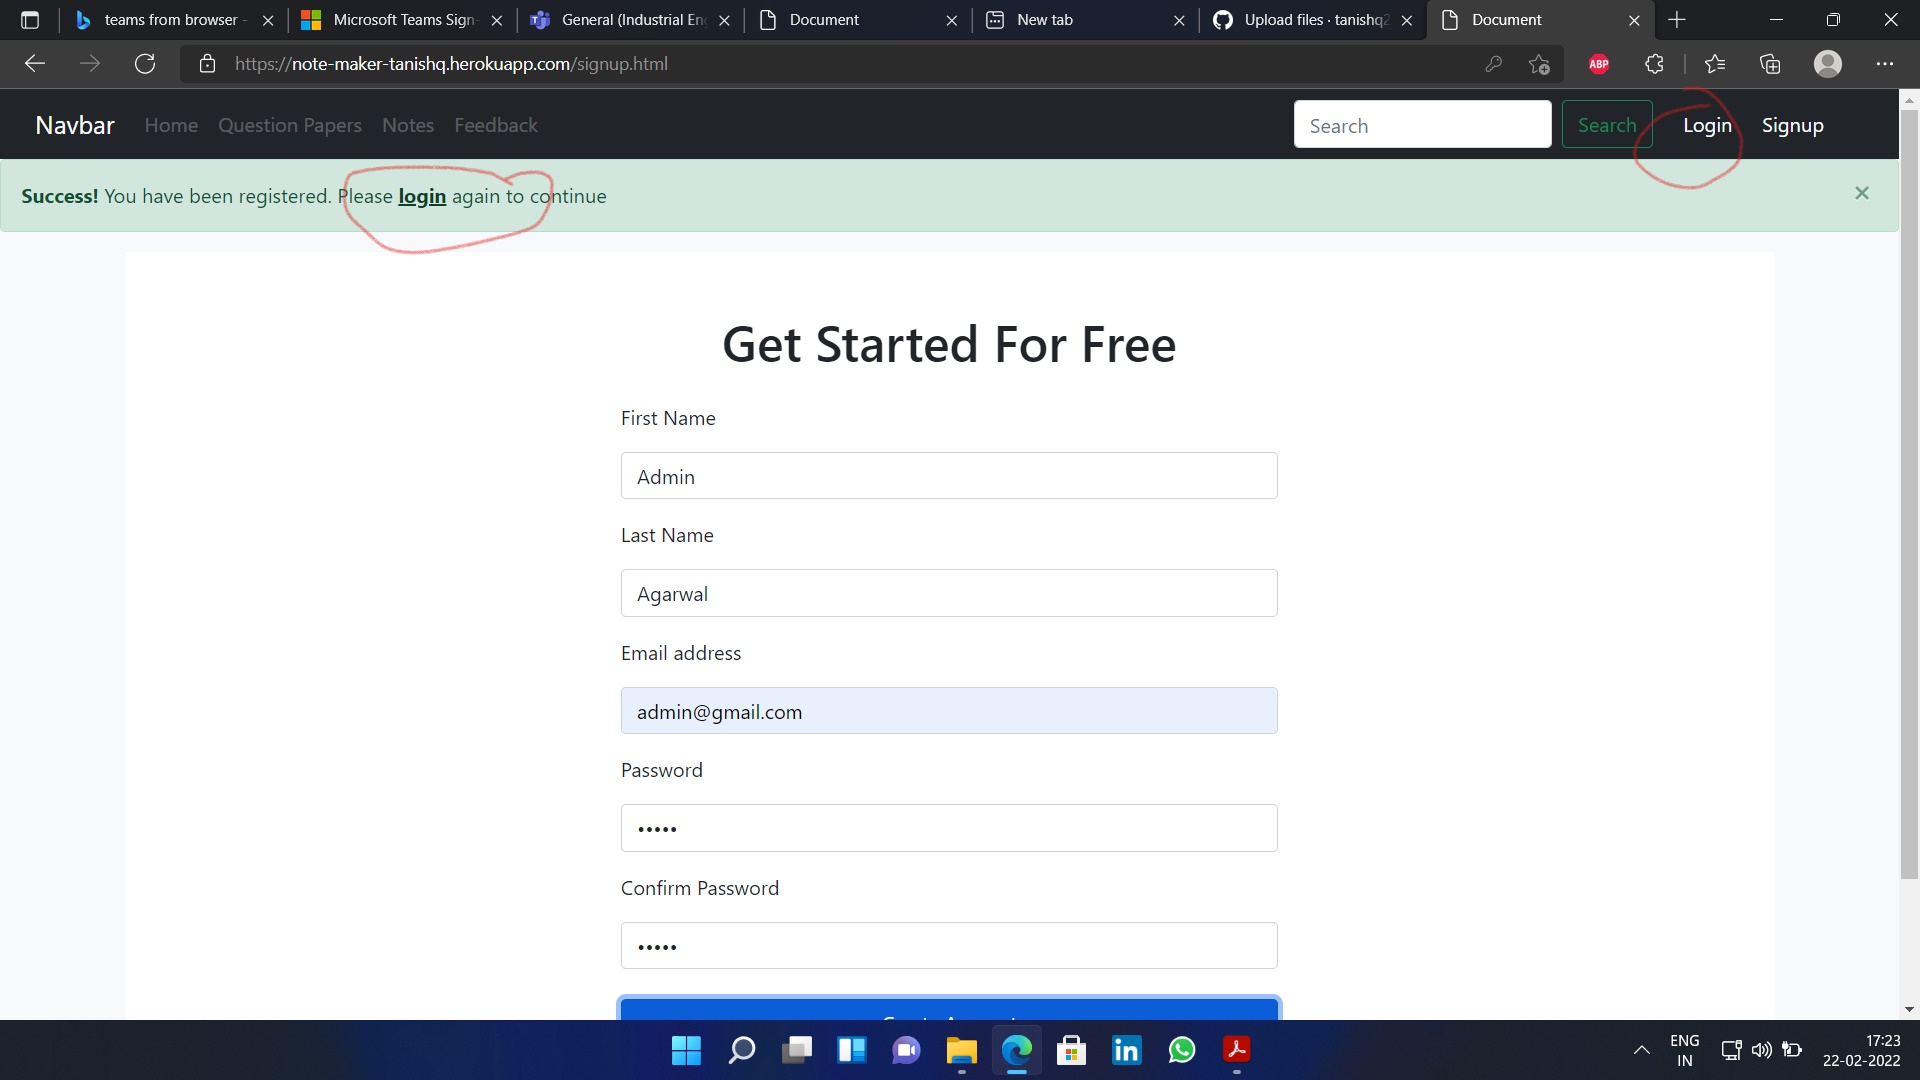 teams from browser -
Microsoft Teams Sign-
General (Industrial En
Document
New tab
Upload files · tanishq2
Document
https://note-maker-tanishq.herokuapp.com/signup.html
ABP
Navbar Home Question Papers Notes Feedback Search Search Login Signup
Success! You have been registered. Please login again to continue
Get Started For Free
First Name
Admin
Last Name
Agarwal
Email address
admin@gmail.com
Password
Confirm Password
ENG
IN
17:23
22-02-2022